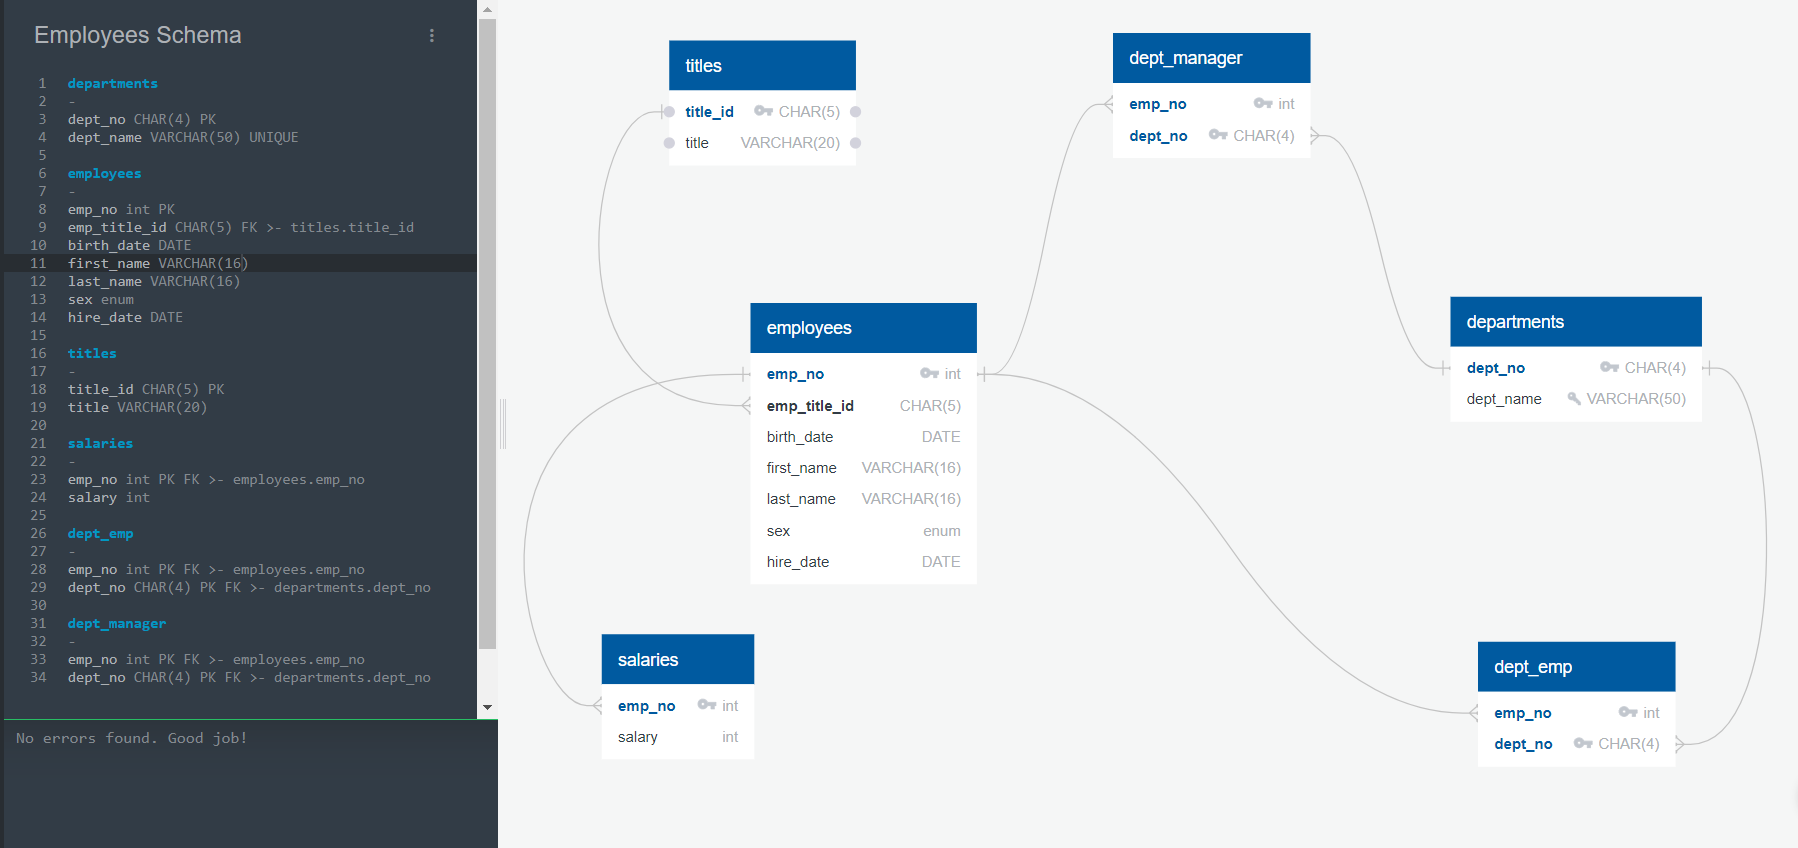 Employees Schema
1 departments
2 -
3 dept_no CHAR(4) PK
4 dept_name VARCHAR(50) UNIQUE
5
6 employees
7 -
8 emp_no int PK
9 emp_title_id CHAR(5) FK >- titles.title_id
10 birth_date DATE
11 first_name VARCHAR(16)
12 last_name VARCHAR(16)
13 sex enum
14 hire_date DATE
15
16 titles
17 -
18 title_id CHAR(5) PK
19 title VARCHAR(20)
20
21 salaries
22 -
23 emp_no int PK FK >- employees.emp_no
24 salary int
25
26 dept_emp
27 -
28 emp_no int PK FK >- employees.emp_no
29 dept_no CHAR(4) PK FK >- departments.dept_no
30
31 dept_manager
32 -
33 emp_no int PK FK >- employees.emp_no
34 dept_no CHAR(4) PK FK >- departments.dept_no
No errors found. Good job!
titles
title_id CHAR(5)
title VARCHAR(20)
dept_manager
emp_no int
dept_no CHAR(4)
employees
emp_no int
emp_title_id CHAR(5)
birth_date DATE
first_name VARCHAR(16)
last_name VARCHAR(16)
sex enum
hire_date DATE
departments
dept_no CHAR(4)
dept_name VARCHAR(50)
salaries
emp_no int
salary int
dept_emp
emp_no int
dept_no CHAR(4)